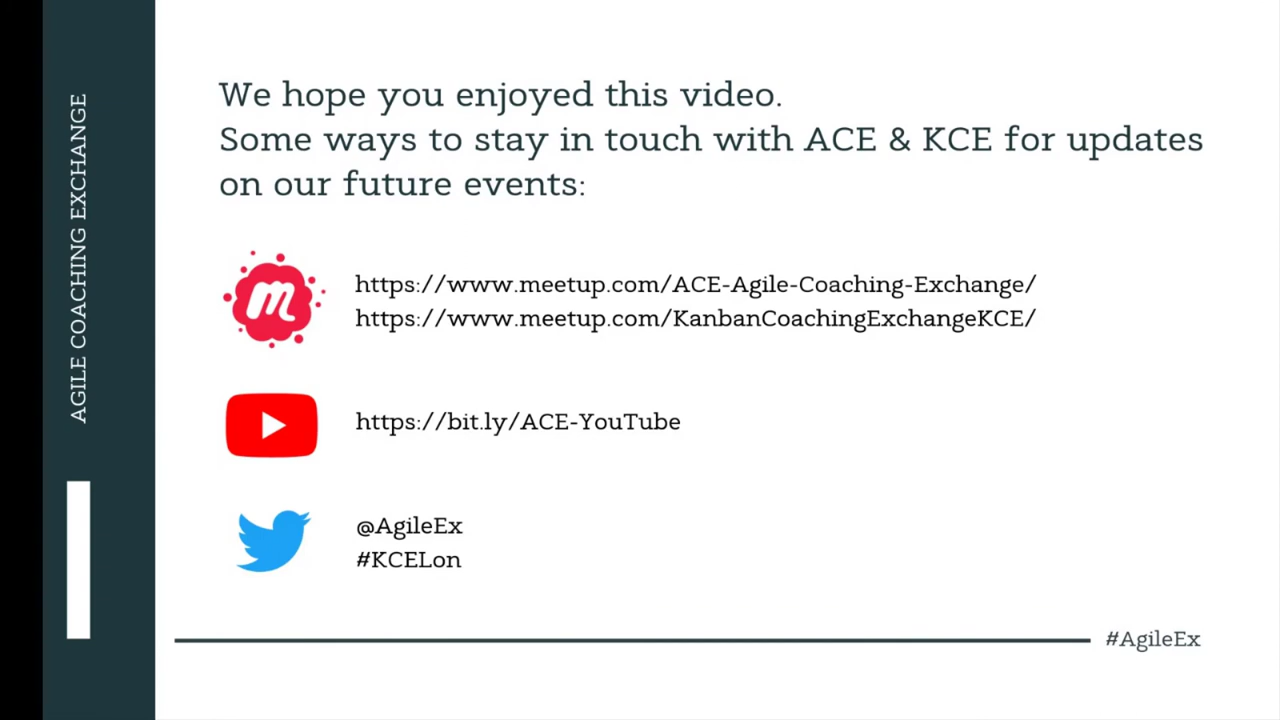 AGILE COACHING EXCHANGE
We hope you enjoyed this video.
Some ways to stay in touch with ACE & KCE for updates
on our future events:
m
https://www.meetup.com/ACE-Agile-Coaching-Exchange/
https://www.meetup.com/KanbanCoachingExchangeKCE/
https://bit.ly/ACE-YouTube
@AgileEx
#KCELon
#AgileEx